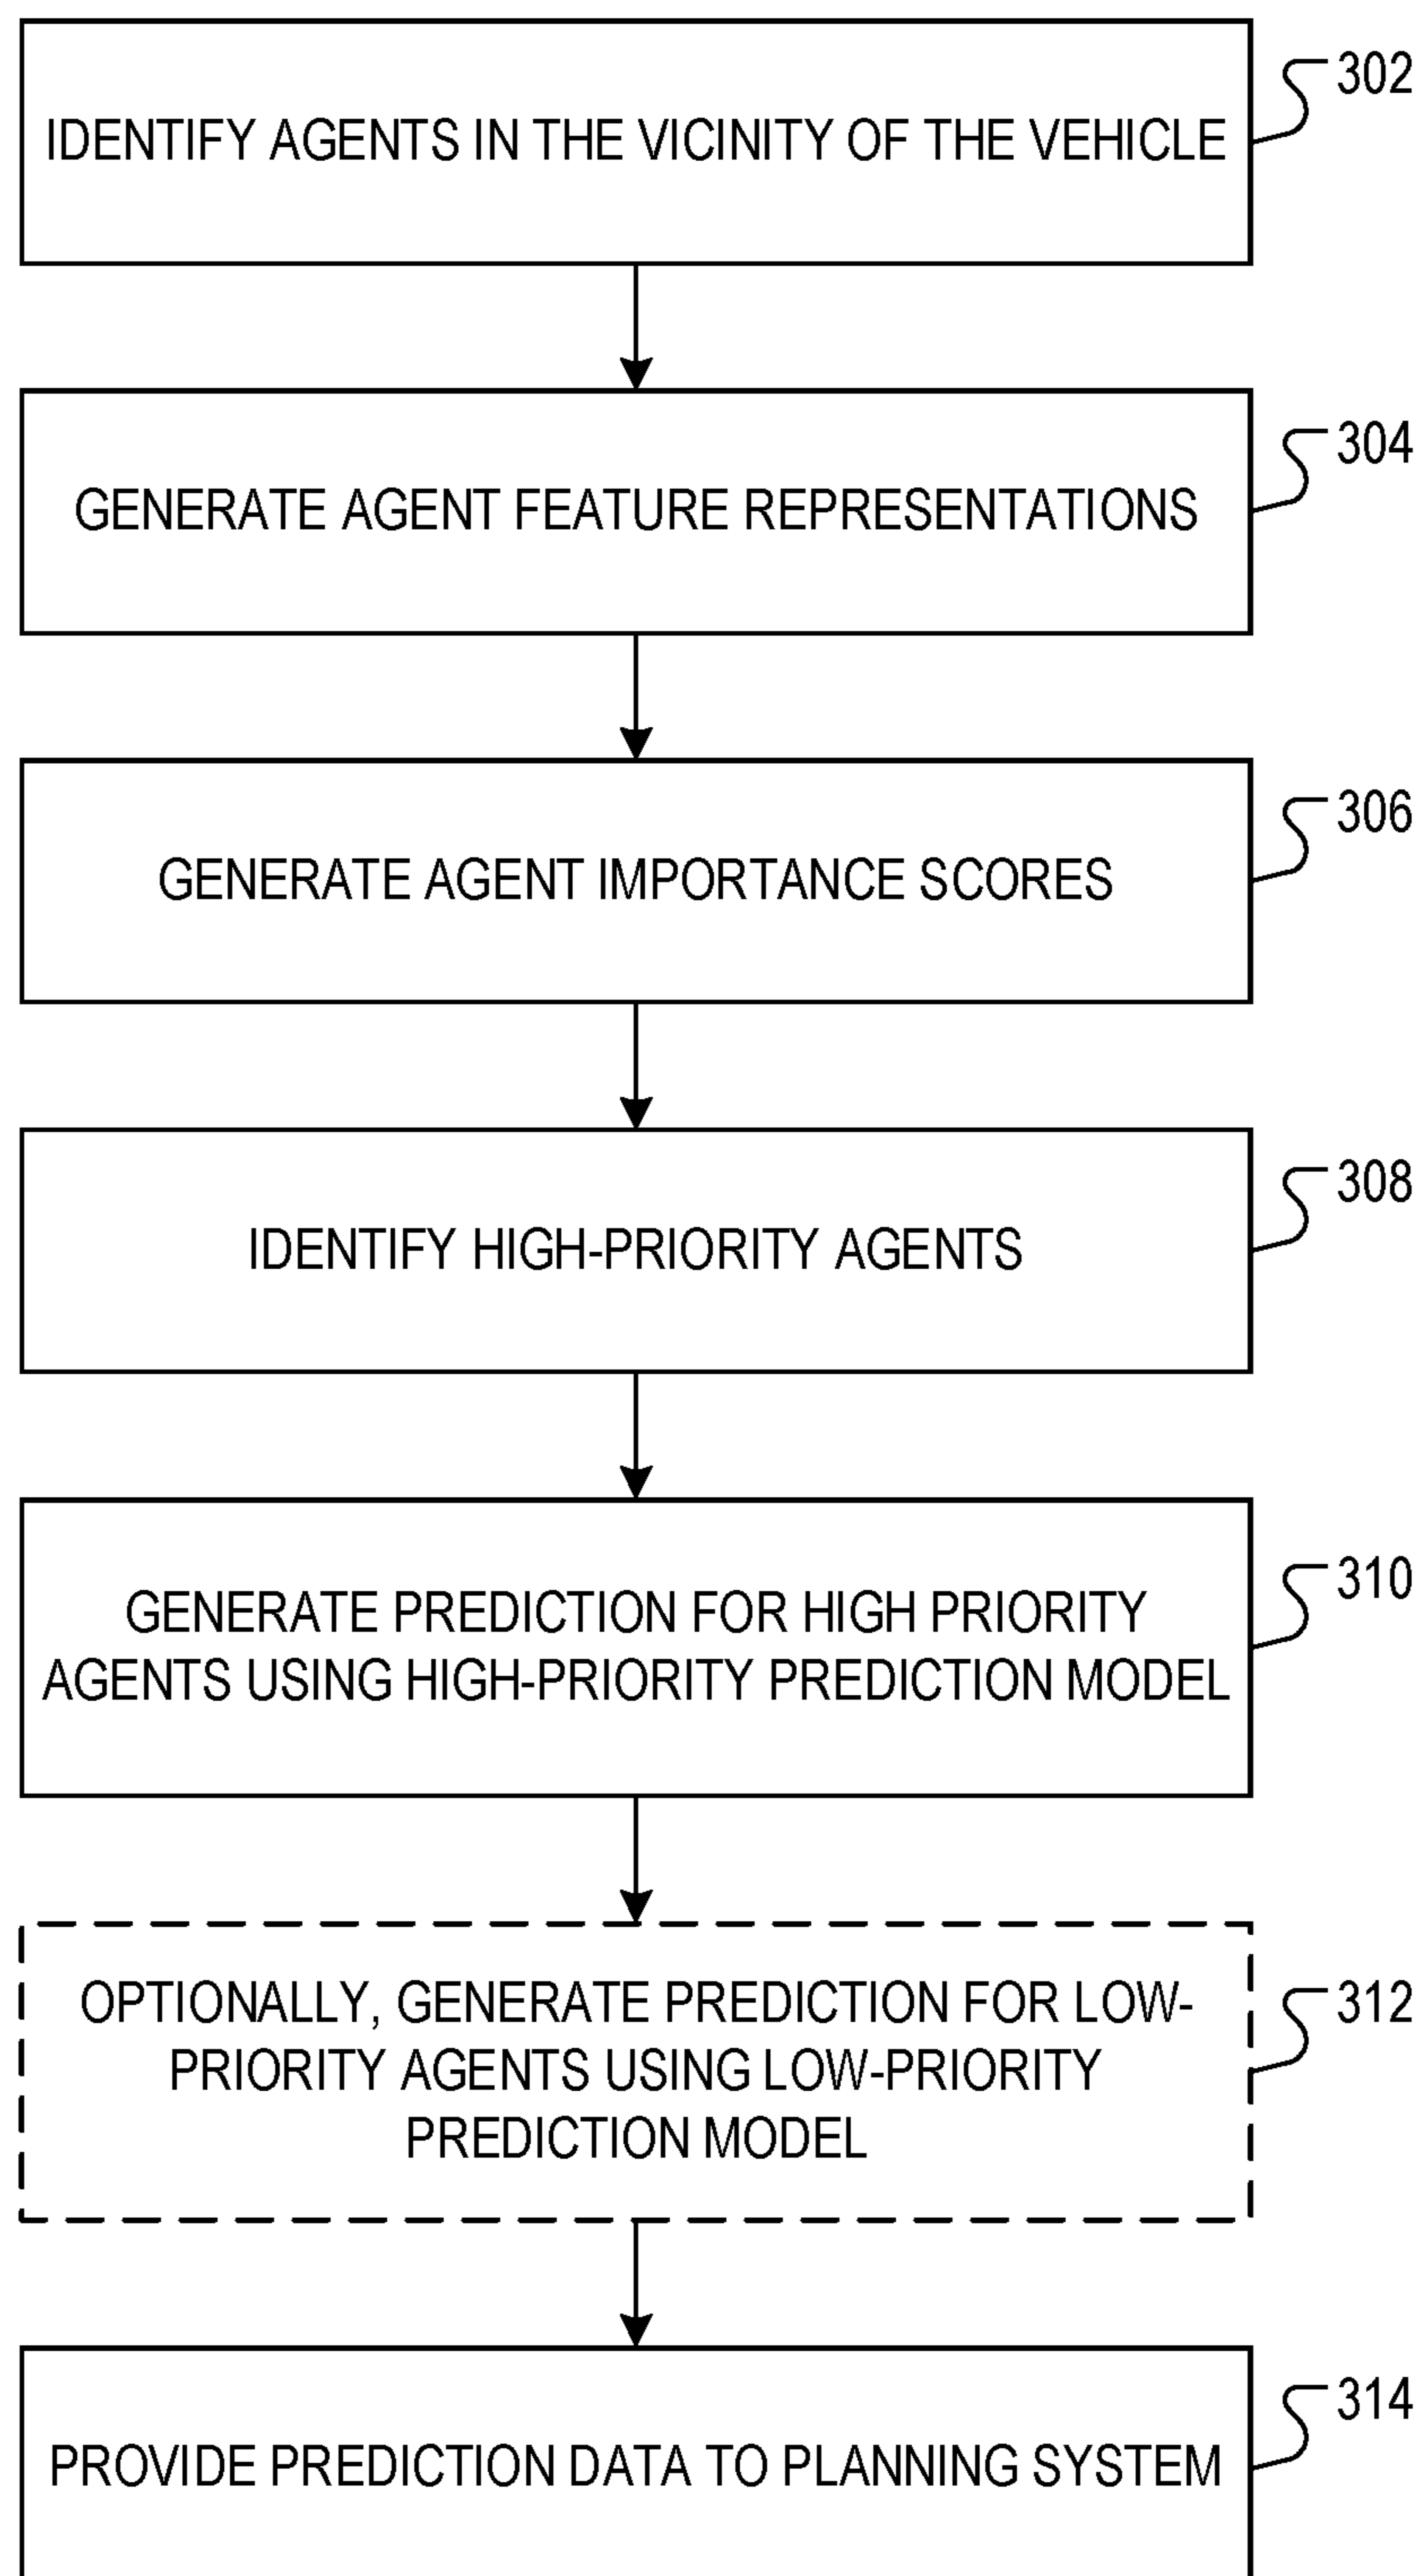 IDENTIFY AGENTS IN THE VICINITY OF THE VEHICLE
302
GENERATE AGENT FEATURE REPRESENTATIONS
304
GENERATE AGENT IMPORTANCE SCORES
306
IDENTIFY HIGH-PRIORITY AGENTS
308
GENERATE PREDICTION FOR HIGH PRIORITY
AGENTS USING HIGH-PRIORITY PREDICTION MODEL
310
OPTIONALLY, GENERATE PREDICTION FOR LOW-
PRIORITY AGENTS USING LOW-PRIORITY
PREDICTION MODEL
312
PROVIDE PREDICTION DATA TO PLANNING SYSTEM
314